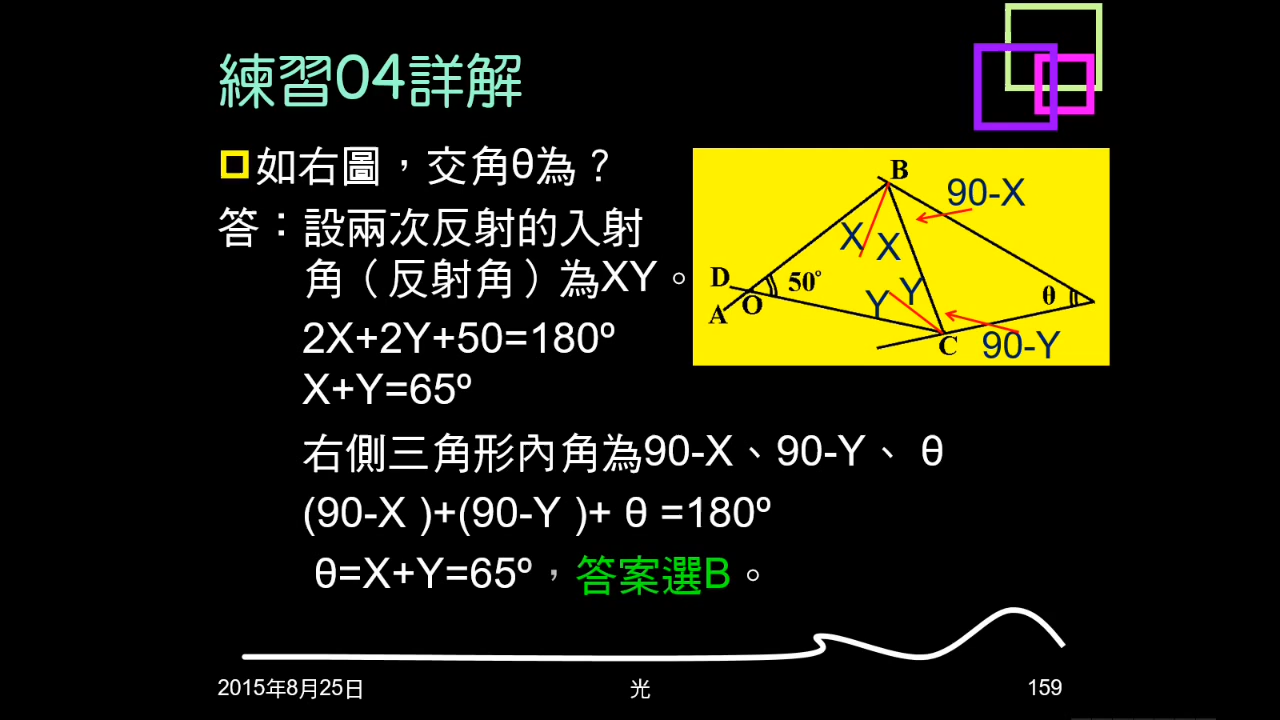 練習04詳解
如右圖，交角θ為？
答：設兩次反射的入射
角（反射角）為XY。
2X+2Y+50=180º
X+Y=65º
右側三角形內角為90-X、90-Y、 θ
(90-X )+(90-Y )+ θ =180º
θ=X+Y=65º，答案選B。
B
90-X
X
X
D
50º
Y
Y
θ
A
O
C
90-Y
2015年8月25日
光
159